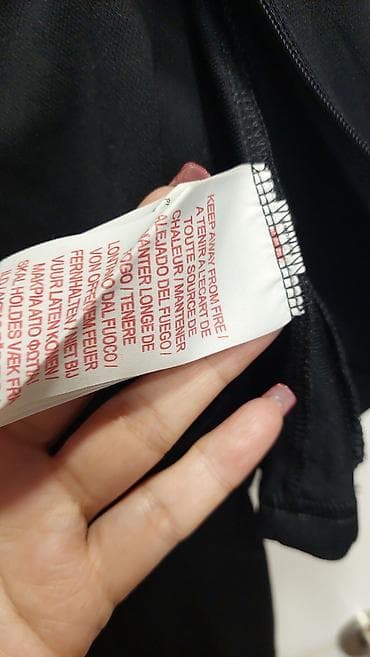 KEEP AWAY FROM FIRE /
A TENIR A L'ECART DE
TOUTE SOURCE DE
CHALEUR / MANTENER
ALEJADO DEL FUEGO /
MANTER LONGE DE
FOGO / TENERE
LONTANO DAL FUOCO /
VON OFFENEM FEUER
FERNHALTEN / NIET BIJ
VUUR LATEN KOMEN /
ΜΑΚΡΙΑ ΑΠΟ ΦΩΤΙΑ/
SKAL HOLDES VÆK FRA